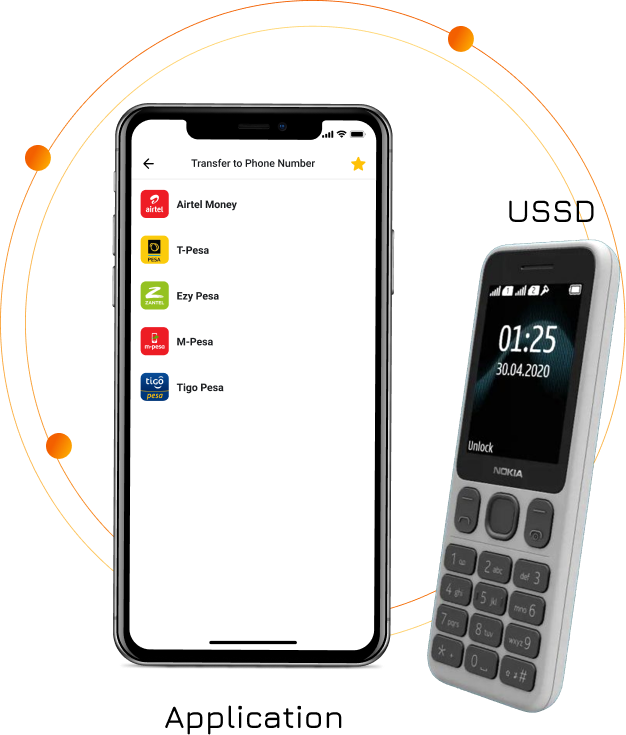 Transfer to Phone Number
airtel
Airtel Money
PESA
T-Pesa
ZANTEL
Ezy Pesa
m-pesa
M-Pesa
tigo
pesa
Tigo Pesa
Application
USSD
1 2
01:25
30.04.2020
Unlock
NOKIA
1 2 abc def 3
4 ghi 5 jkl mno 6
7 pqrs 8 tuv wxyz 9
* + 0 #